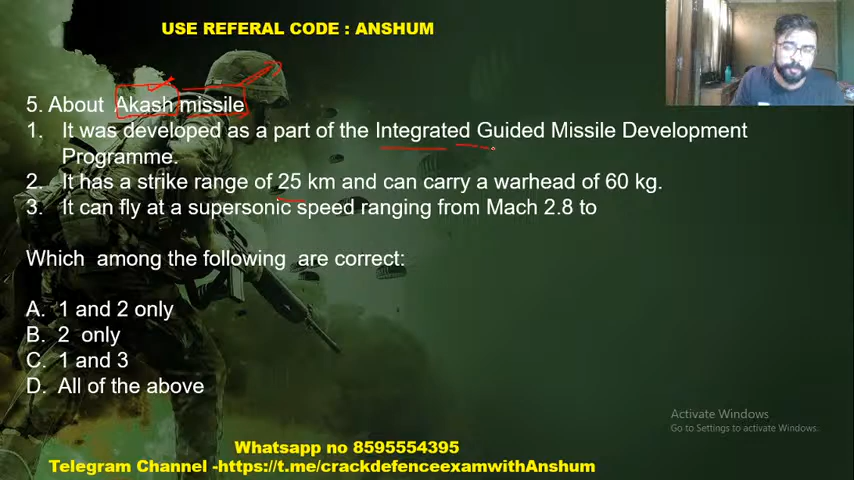 USE REFERAL CODE : ANSHUM
5. About Akash missile
1. It was developed as a part of the Integrated Guided Missile Development
Programme.
2. It has a strike range of 25 km and can carry a warhead of 60 kg.
3. It can fly at a supersonic speed ranging from Mach 2.8 to
Which among the following are correct:
A. 1 and 2 only
B. 2 only
C. 1 and 3
D. All of the above
Activate Windows
Go to Settings to activate Windows.
Whatsapp no 8595554395
Telegram Channel -https://t.me/crackdefenceexamwithAnshum